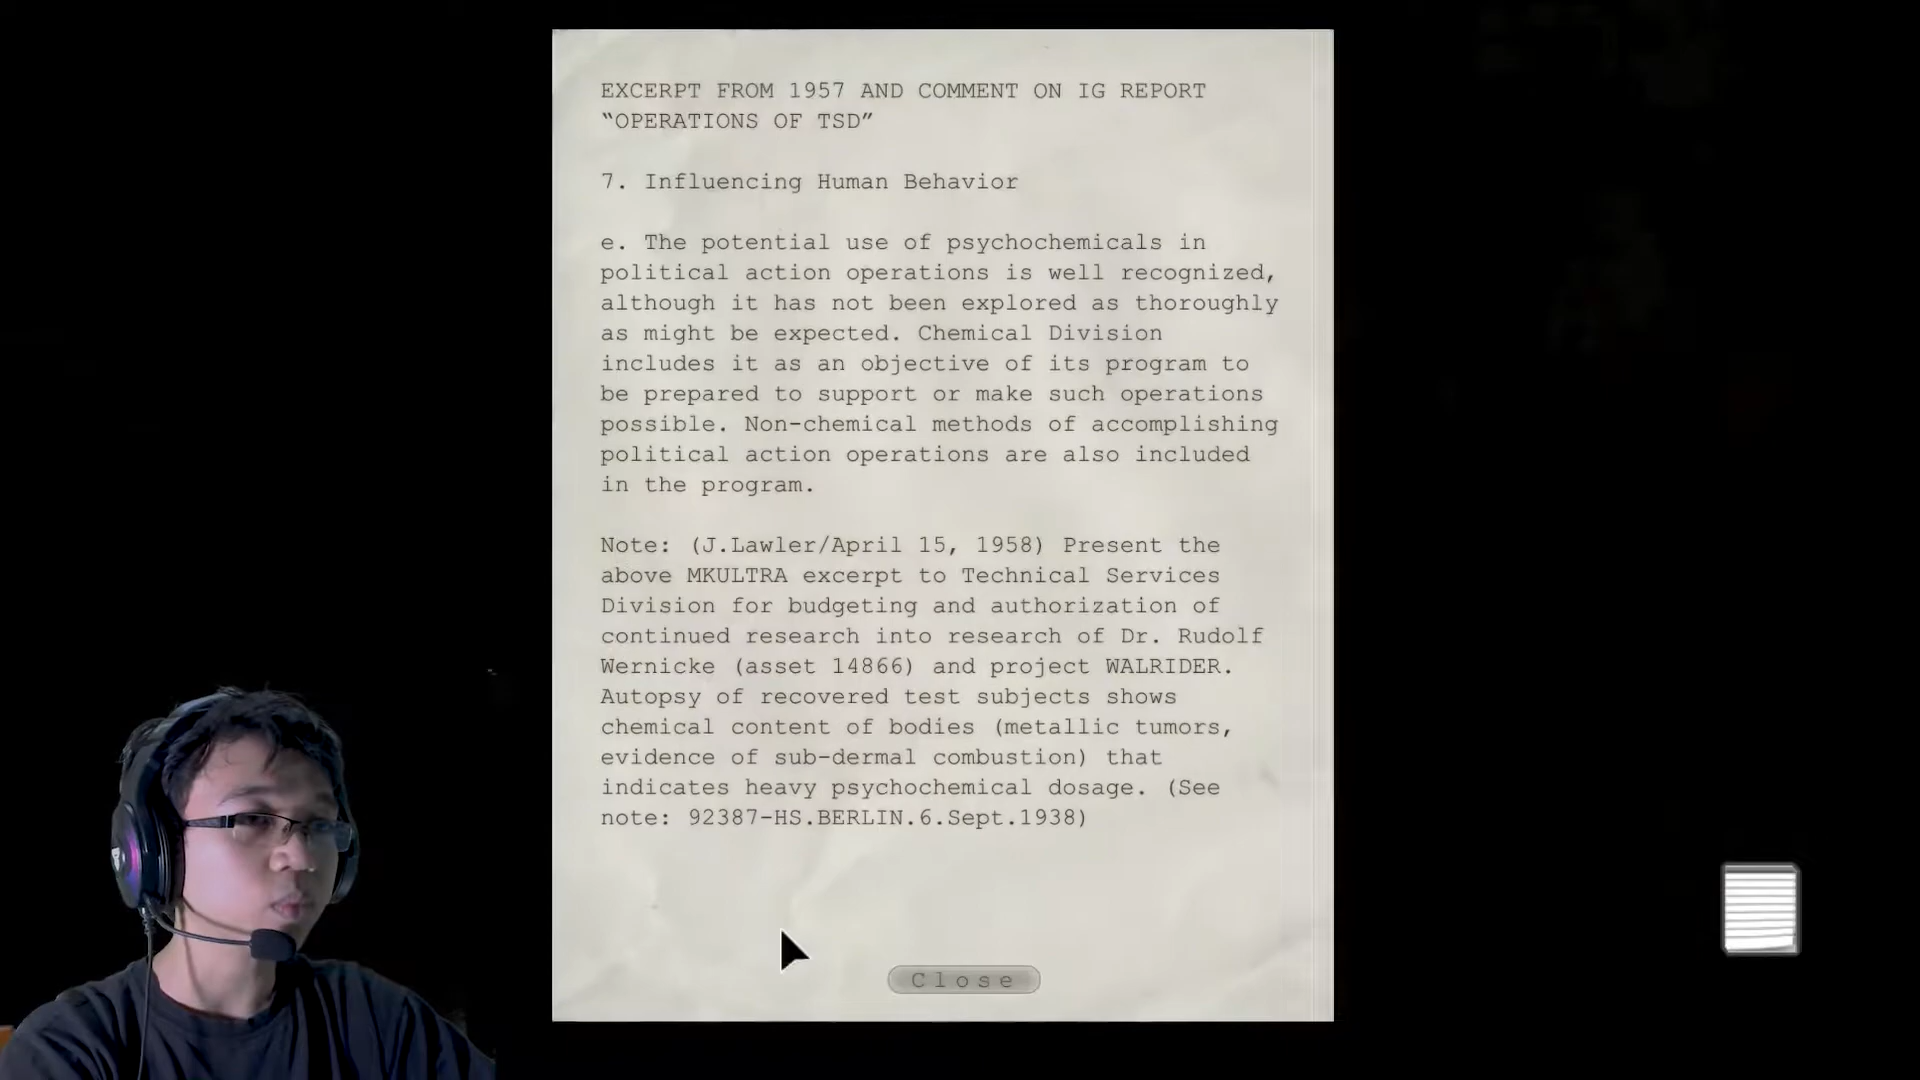 EXCERPT FROM 1957 AND COMMENT ON IG REPORT
“OPERATIONS OF TSD”
7. Influencing Human Behavior
e. The potential use of psychochemicals in
political action operations is well recognized,
although it has not been explored as thoroughly
as might be expected. Chemical Division
includes it as an objective of its program to
be prepared to support or make such operations
possible. Non-chemical methods of accomplishing
political action operations are also included
in the program.
Note: (J.Lawler/April 15, 1958) Present the
above MKULTRA excerpt to Technical Services
Division for budgeting and authorization of
continued research into research of Dr. Rudolf
Wernicke (asset 14866) and project WALRIDER.
Autopsy of recovered test subjects shows
chemical content of bodies (metallic tumors,
evidence of sub-dermal combustion) that
indicates heavy psychochemical dosage. (See
note: 92387-HS.BERLIN.6.Sept.1938)
Close